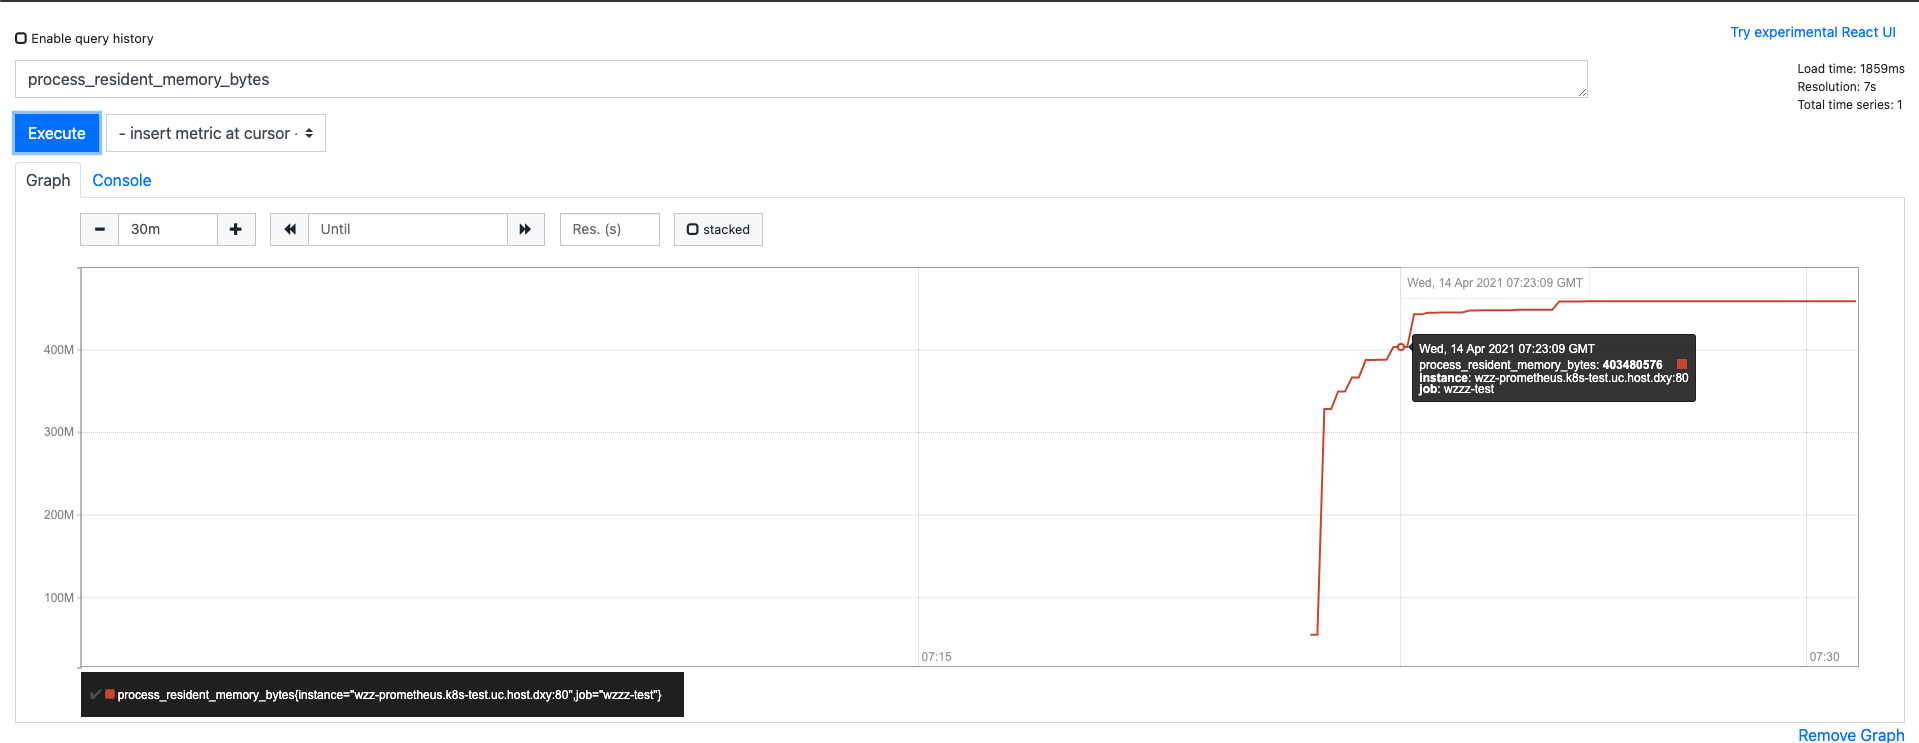 Enable query history
Try experimental React UI
process_resident_memory_bytes
Load time: 1859ms
Resolution: 7s
Total time series: 1
Execute
- insert metric at cursor -
Graph
Console
30m
Until
Res. (s)
stacked
Wed, 14 Apr 2021 07:23:09 GMT
400M
300M
200M
100M
Wed, 14 Apr 2021 07:23:09 GMT
process_resident_memory_bytes: 403480576
instance: wzz-prometheus.k8s-test.uc.host.dxy:80
job: wzzz-test
07:15
07:30
process_resident_memory_bytes{instance="wzz-prometheus.k8s-test.uc.host.dxy:80",job="wzzz-test"}
Remove Graph